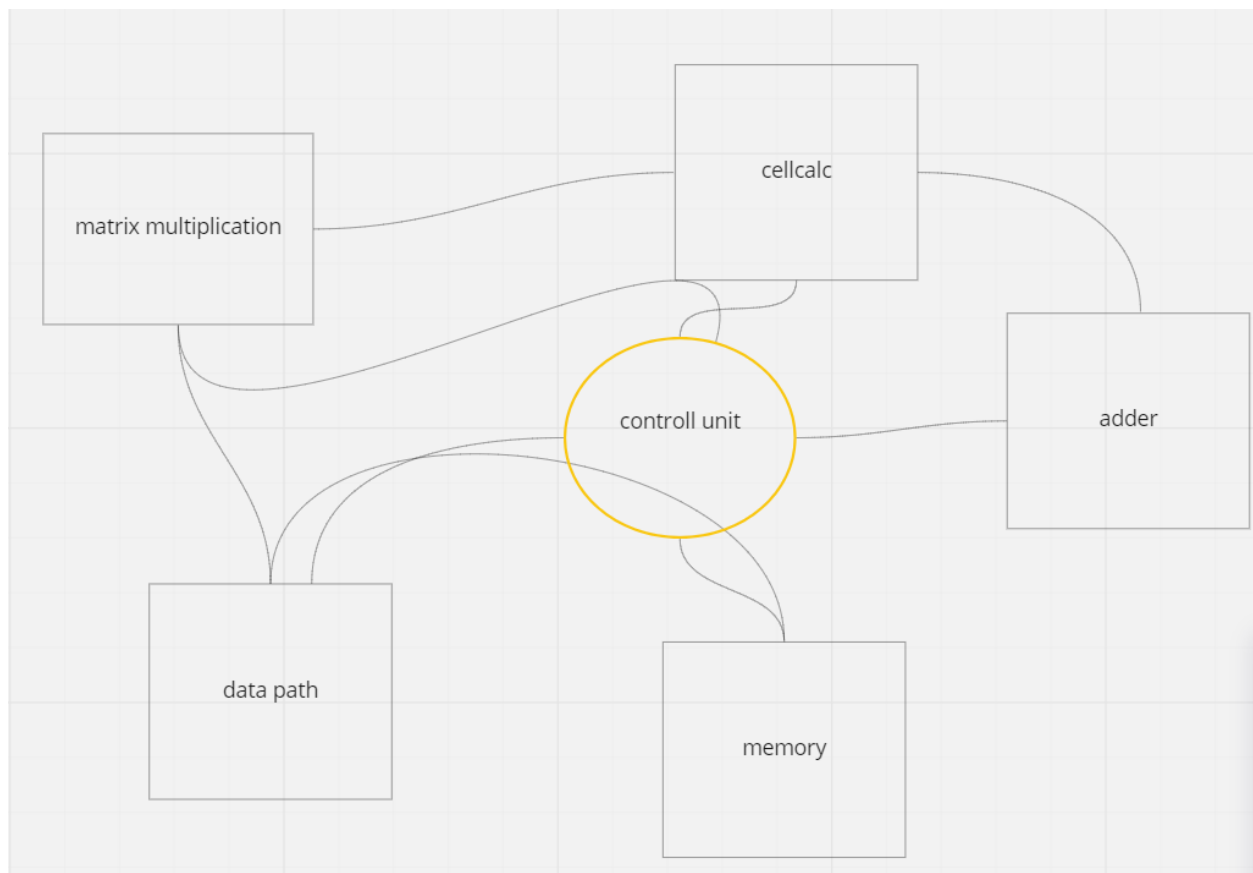 cellcalc
matrix multiplication
controll unit
adder
data path
memory